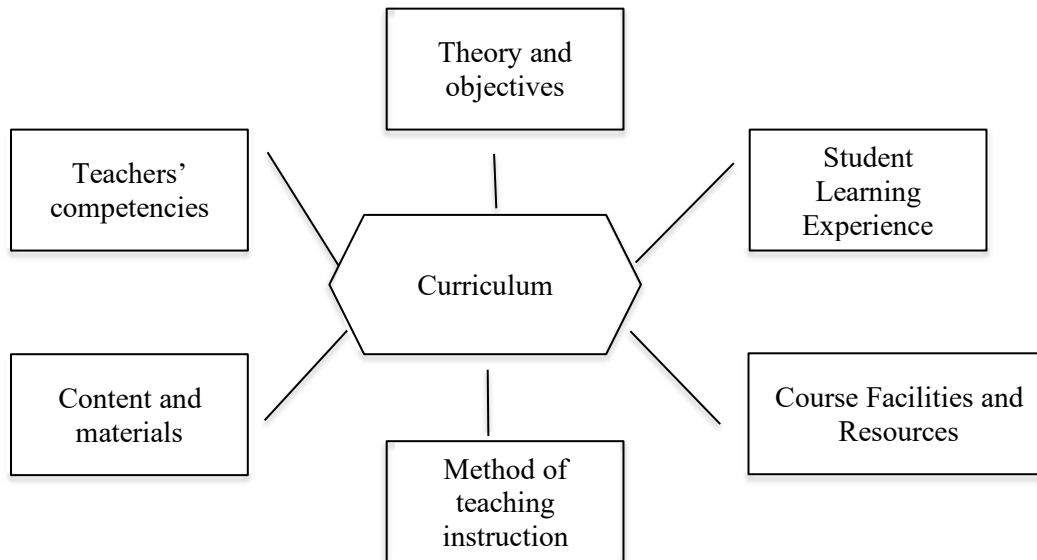 Theory and
objectives
Teachers’
competencies
Student
Learning
Experience
Curriculum
Content and
materials
Course Facilities and
Resources
Method of
teaching
instruction